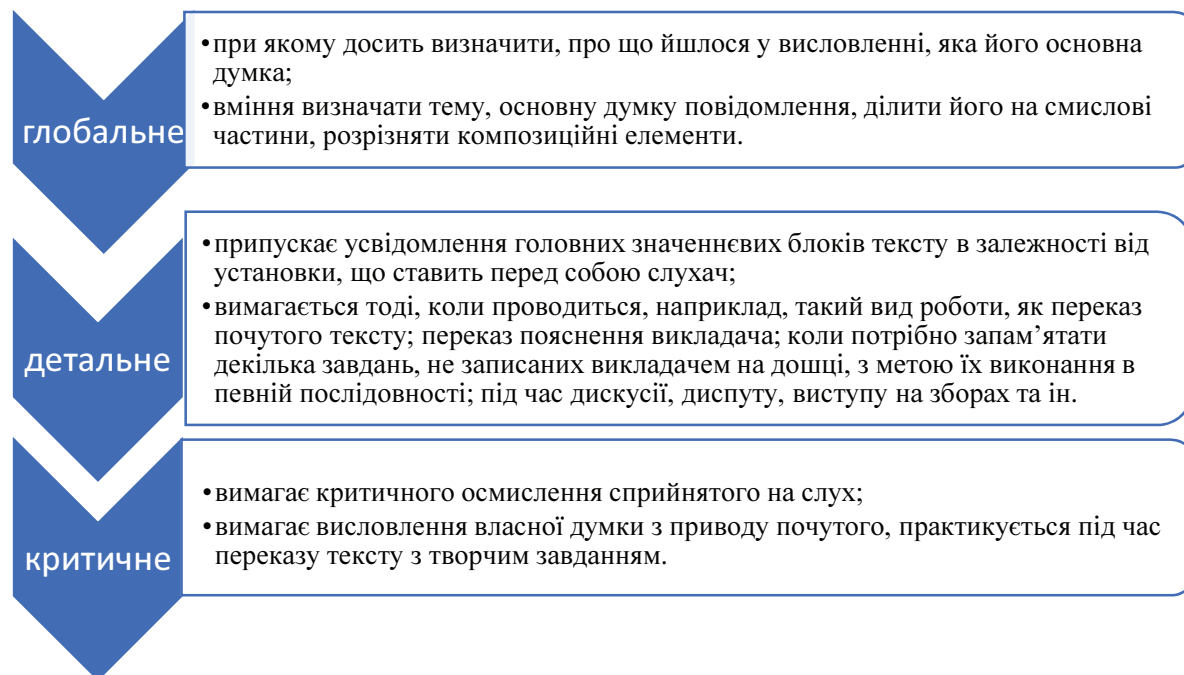 глобальне
•при якому досить визначити, про що йшлося у висловленні, яка його основна
думка;
•вміння визначати тему, основну думку повідомлення, ділити його на смислові
частини, розрізняти композиційні елементи.
детальне
•припускає усвідомлення головних значеннєвих блоків тексту в залежності від
установки, що ставить перед собою слухач;
•вимагається тоді, коли проводиться, наприклад, такий вид роботи, як переказ
почутого тексту; переказ пояснення викладача; коли потрібно запам’ятати
декілька завдань, не записаних викладачем на дошці, з метою їх виконання в
певній послідовності; під час дискусії, диспуту, виступу на зборах та ін.
критичне
•вимагає критичного осмислення сприйнятого на слух;
•вимагає висловлення власної думки з приводу почутого, практикується під час
переказу тексту з творчим завданням.